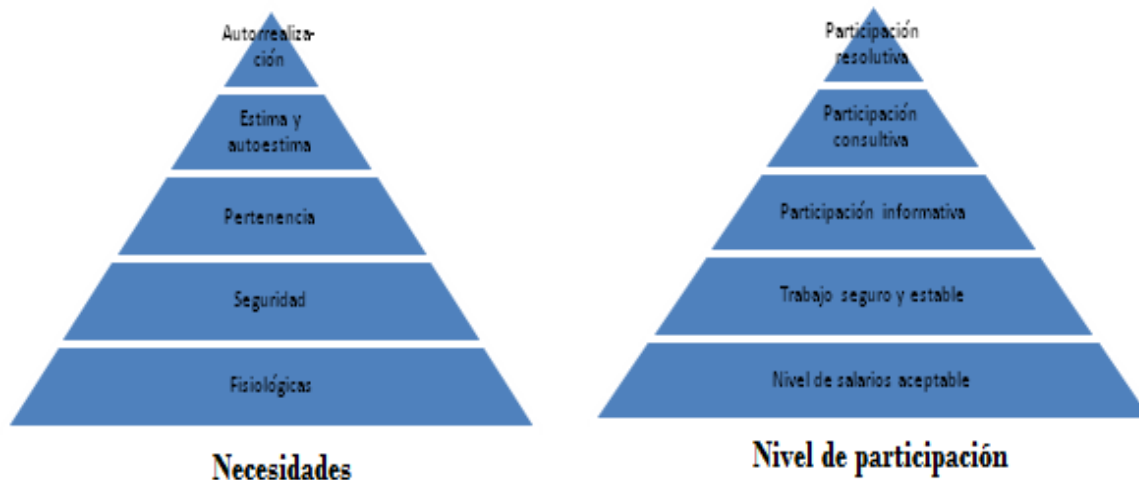 Autorrealiza-
ción
Estima y
autoestima
Pertenencia
Seguridad
Fisiológicas
Necesidades
Participación
resolutiva
Participación
consultiva
Participación informativa
Trabajo seguro y estable
Nivel de salarios aceptable
Nivel de participación